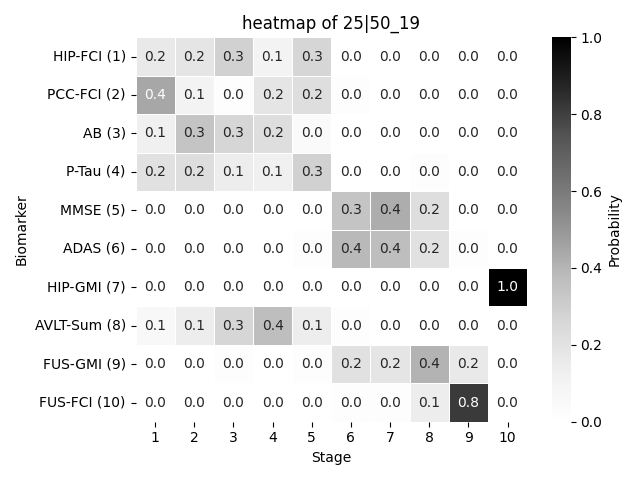 heatmap of 25|50_19
HIP-FCI (1) 0.2 0.2 0.3 0.1 0.3 0.0 0.0 0.0 0.0 0.0
PCC-FCI (2) 0.4 0.1 0.0 0.2 0.2 0.0 0.0 0.0 0.0 0.0
AB (3) 0.1 0.3 0.3 0.2 0.0 0.0 0.0 0.0 0.0 0.0
P-Tau (4) 0.2 0.2 0.1 0.1 0.3 0.0 0.0 0.0 0.0 0.0
MMSE (5) 0.0 0.0 0.0 0.0 0.0 0.3 0.4 0.2 0.0 0.0
ADAS (6) 0.0 0.0 0.0 0.0 0.0 0.4 0.4 0.2 0.0 0.0
HIP-GMI (7) 0.0 0.0 0.0 0.0 0.0 0.0 0.0 0.0 0.0 1.0
AVLT-Sum (8) 0.1 0.1 0.3 0.4 0.1 0.0 0.0 0.0 0.0 0.0
FUS-GMI (9) 0.0 0.0 0.0 0.0 0.0 0.2 0.2 0.4 0.2 0.0
FUS-FCI (10) 0.0 0.0 0.0 0.0 0.0 0.0 0.0 0.1 0.8 0.0
1 2 3 4 5 6 7 8 9 10
Stage
Biomarker
1.0
0.8
0.6
0.4
0.2
0.0
Probability